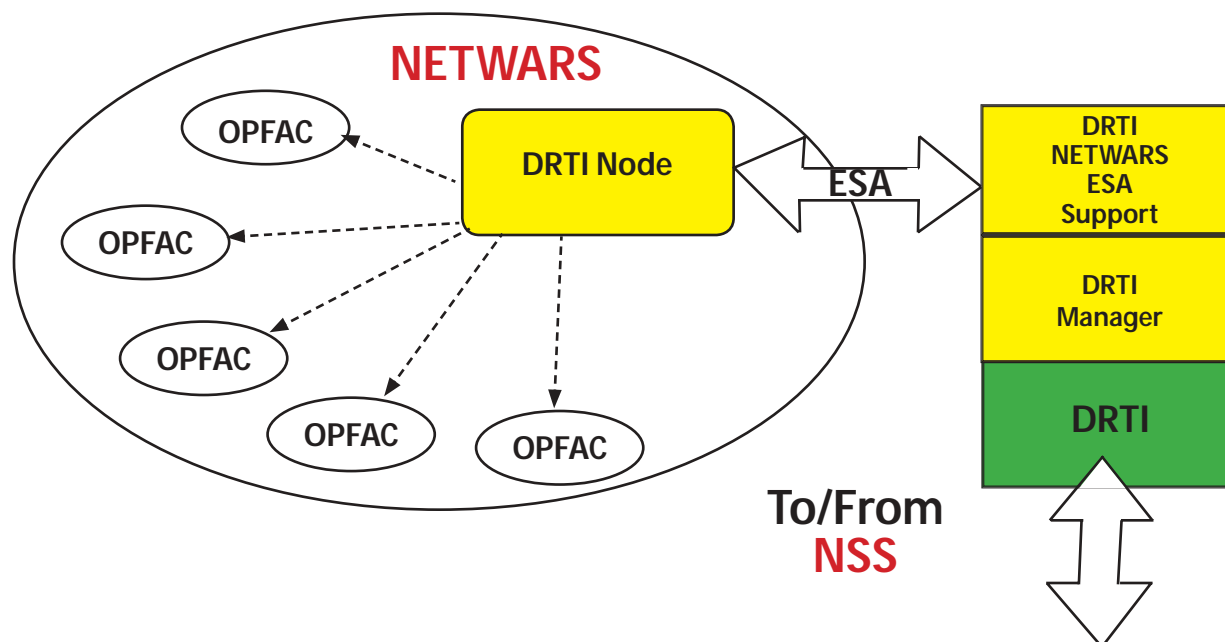 NETWARS
OPFAC
DRTI Node
OPFAC
OPFAC
OPFAC
OPFAC
ESA
DRTI
NETWARS
ESA
Support
DRTI
Manager
DRTI
To/From
NSS